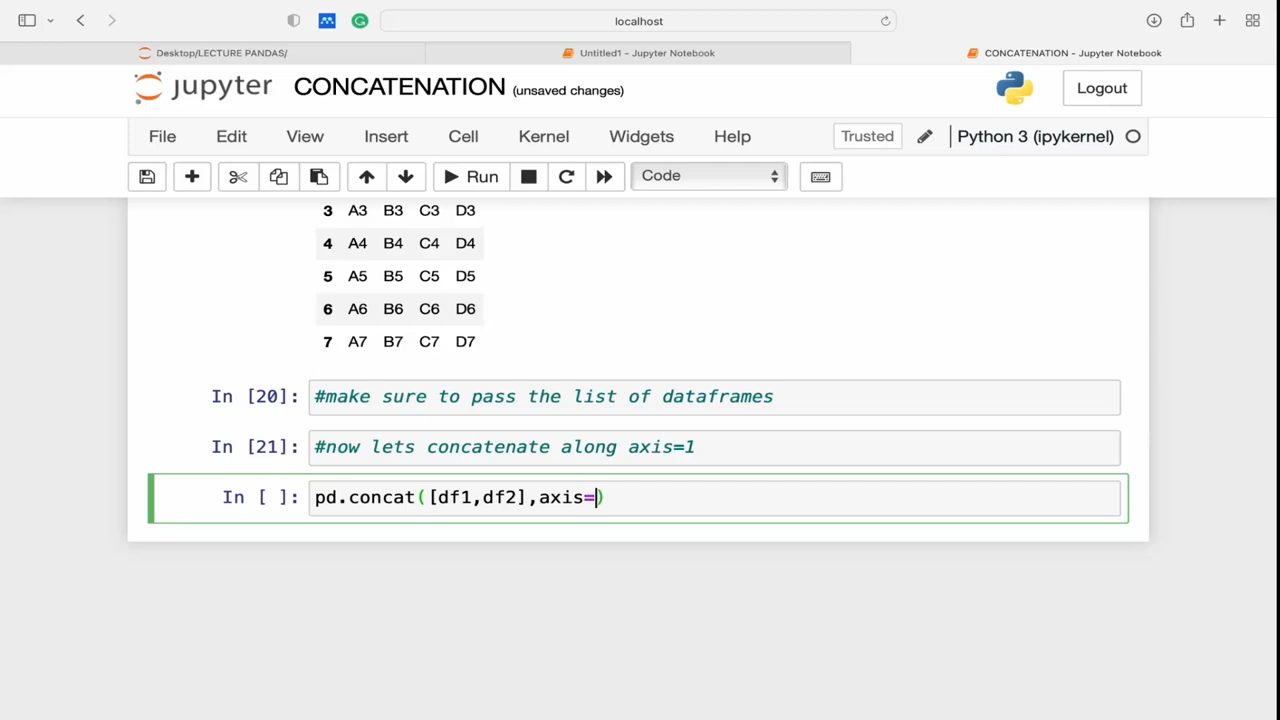 localhost
Desktop/LECTURE PANDAS/
Untitled1 - Jupyter Notebook
CONCATENATION - Jupyter Notebook
jupyter CONCATENATION (unsaved changes)
Logout
File Edit View Insert Cell Kernel Widgets Help Trusted Python 3 (ipykernel)
Run Code
3 A3 B3 C3 D3
4 A4 B4 C4 D4
5 A5 B5 C5 D5
6 A6 B6 C6 D6
7 A7 B7 C7 D7
In [20]: #make sure to pass the list of dataframes
In [21]: #now lets concatenate along axis=1
In [ ]: pd.concat([df1,df2],axis=)